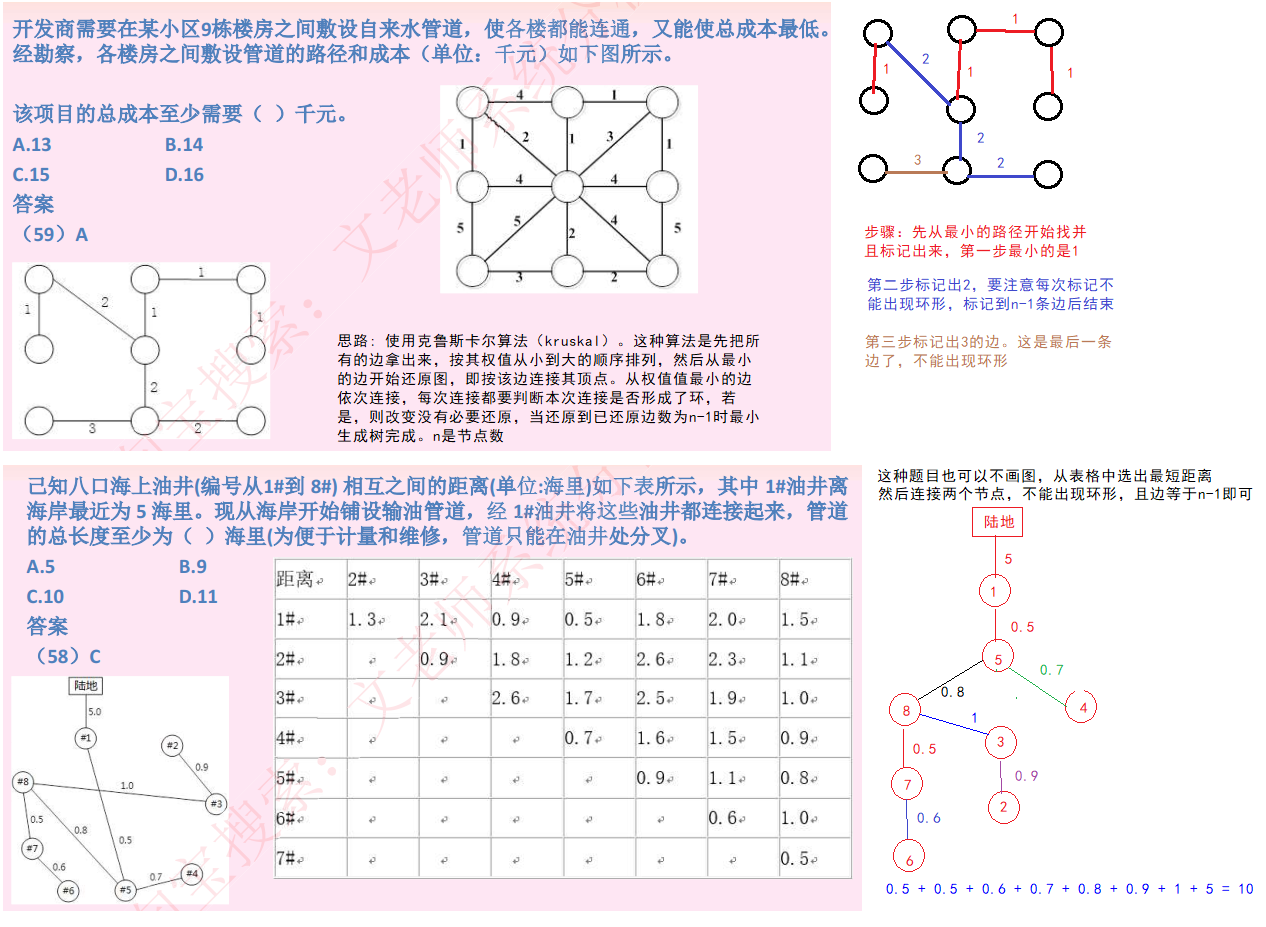 开发商需要在某小区9栋楼房之间敷设自来水管道，使各楼都能连通，又能使总成本最低。
经勘察，各楼房之间敷设管道的路径和成本（单位：千元）如下图所示。
该项目的总成本至少需要（ ）千元。
A.13 B.14
C.15 D.16
答案
（59）A
4 1
1 2 1 3 1
4 4
5 5 2 4 5
3 2
1
1 2 1 1
2
3 2
思路：使用克鲁斯卡尔算法（kruskal）。这种算法是先把所
有的边拿出来，按其权值从小到大的顺序排列，然后从最小
的边开始还原图，即按该边连接其顶点。从权值值最小的边
依次连接，每次连接都要判断本次连接是否形成了环，若
是，则改变没有必要还原，当还原到已还原边数为n-1时最小
生成树完成。n是节点数
1
1 2 1 1
2
3 2
步骤：先从最小的路径开始找并
且标记出来，第一步最小的是1
第二步标记出2，要注意每次标记不
能出现环形，标记到n-1条边后结束
第三步标记出3的边。这是最后一条
边了，不能出现环形
己知八口海上油井(编号从1#到 8#) 相互之间的距离(单位:海里)如下表所示，其中 1#油井离
海岸最近为 5 海里。现从海岸开始铺设输油管道，经 1#油井将这些油井都连接起来，管道
的总长度至少为（ ）海里(为便于计量和维修，管道只能在油井处分叉)。
A.5 B.9
C.10 D.11
答案
（58）C
距离 2# 3# 4# 5# 6# 7# 8#
1# 1.3 2.1 0.9 0.5 1.8 2.0 1.5
2# 0.9 1.8 1.2 2.6 2.3 1.1
3# 2.6 1.7 2.5 1.9 1.0
4# 0.7 1.6 1.5 0.9
5# 0.9 1.1 0.8
6# 0.6 1.0
7# 0.5
陆地
5.0
#1 #2
0.9
#8 1.0 #3
0.5 0.8 0.5
#7
0.6 0.7 #4
#6 #5
这种题目也可以不画图，从表格中选出最短距离
然后连接两个节点，不能出现环形，且边等于n-1即可
陆地
5
1
0.5
5
0.8 0.7
8 4
1
0.5 3
7 0.9
0.6 2
6
0.5 + 0.5 + 0.6 + 0.7 + 0.8 + 0.9 + 1 + 5 = 10